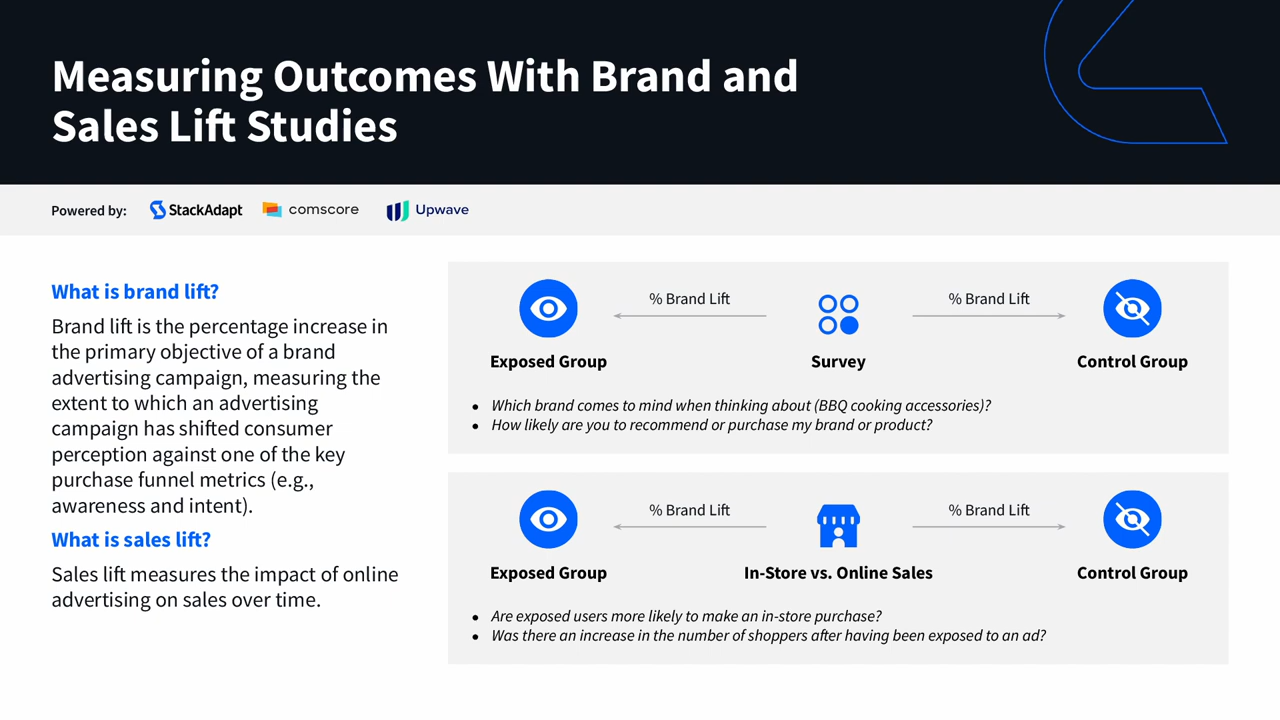 Measuring Outcomes With Brand and
Sales Lift Studies
Powered by: StackAdapt comscore Upwave
What is brand lift?
Brand lift is the percentage increase in
the primary objective of a brand
advertising campaign, measuring the
extent to which an advertising
campaign has shifted consumer
perception against one of the key
purchase funnel metrics (e.g.,
awareness and intent).
What is sales lift?
Sales lift measures the impact of online
advertising on sales over time.
% Brand Lift % Brand Lift
Exposed Group Survey Control Group
• Which brand comes to mind when thinking about (BBQ cooking accessories)?
• How likely are you to recommend or purchase my brand or product?
% Brand Lift % Brand Lift
Exposed Group In-Store vs. Online Sales Control Group
• Are exposed users more likely to make an in-store purchase?
• Was there an increase in the number of shoppers after having been exposed to an ad?